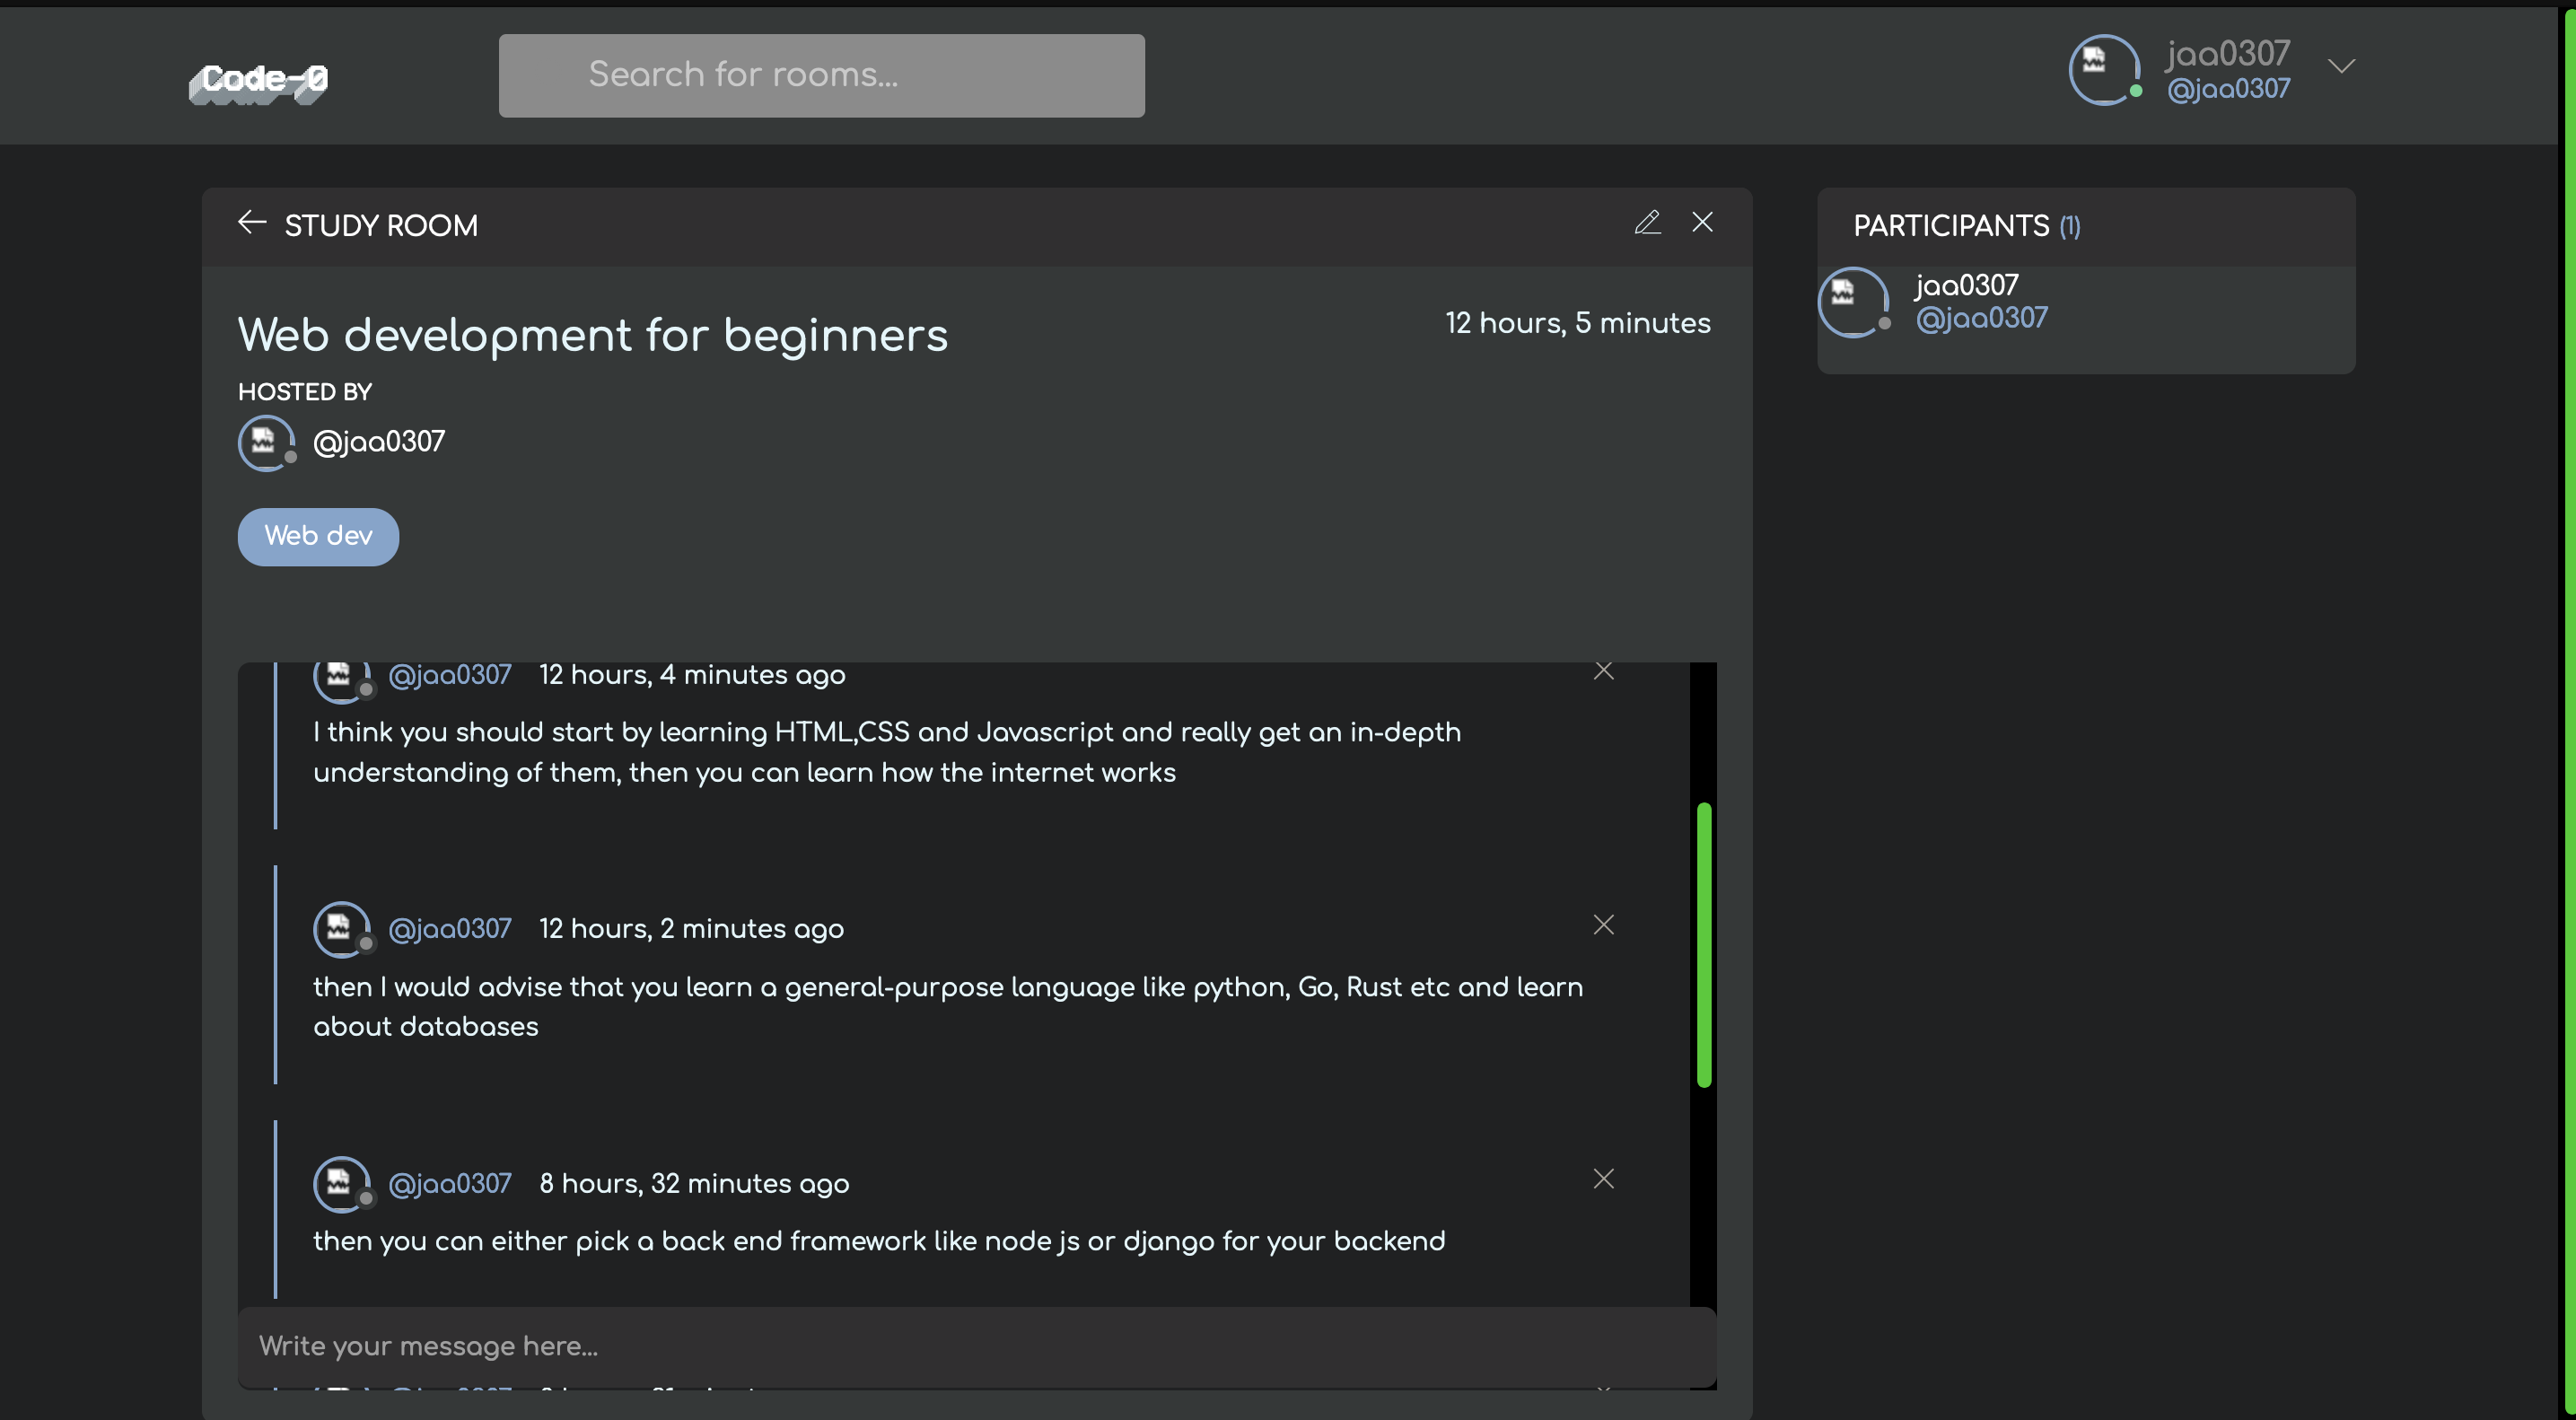 Code-0
Search for rooms...
jaa0307
@jaa0307
STUDY ROOM
Web development for beginners
12 hours, 5 minutes
HOSTED BY
@jaa0307
Web dev
@jaa0307 12 hours, 4 minutes ago
I think you should start by learning HTML,CSS and Javascript and really get an in-depth
understanding of them, then you can learn how the internet works
@jaa0307 12 hours, 2 minutes ago
then I would advise that you learn a general-purpose language like python, Go, Rust etc and learn
about databases
@jaa0307 8 hours, 32 minutes ago
then you can either pick a back end framework like node js or django for your backend
Write your message here...
PARTICIPANTS (1)
jaa0307
@jaa0307